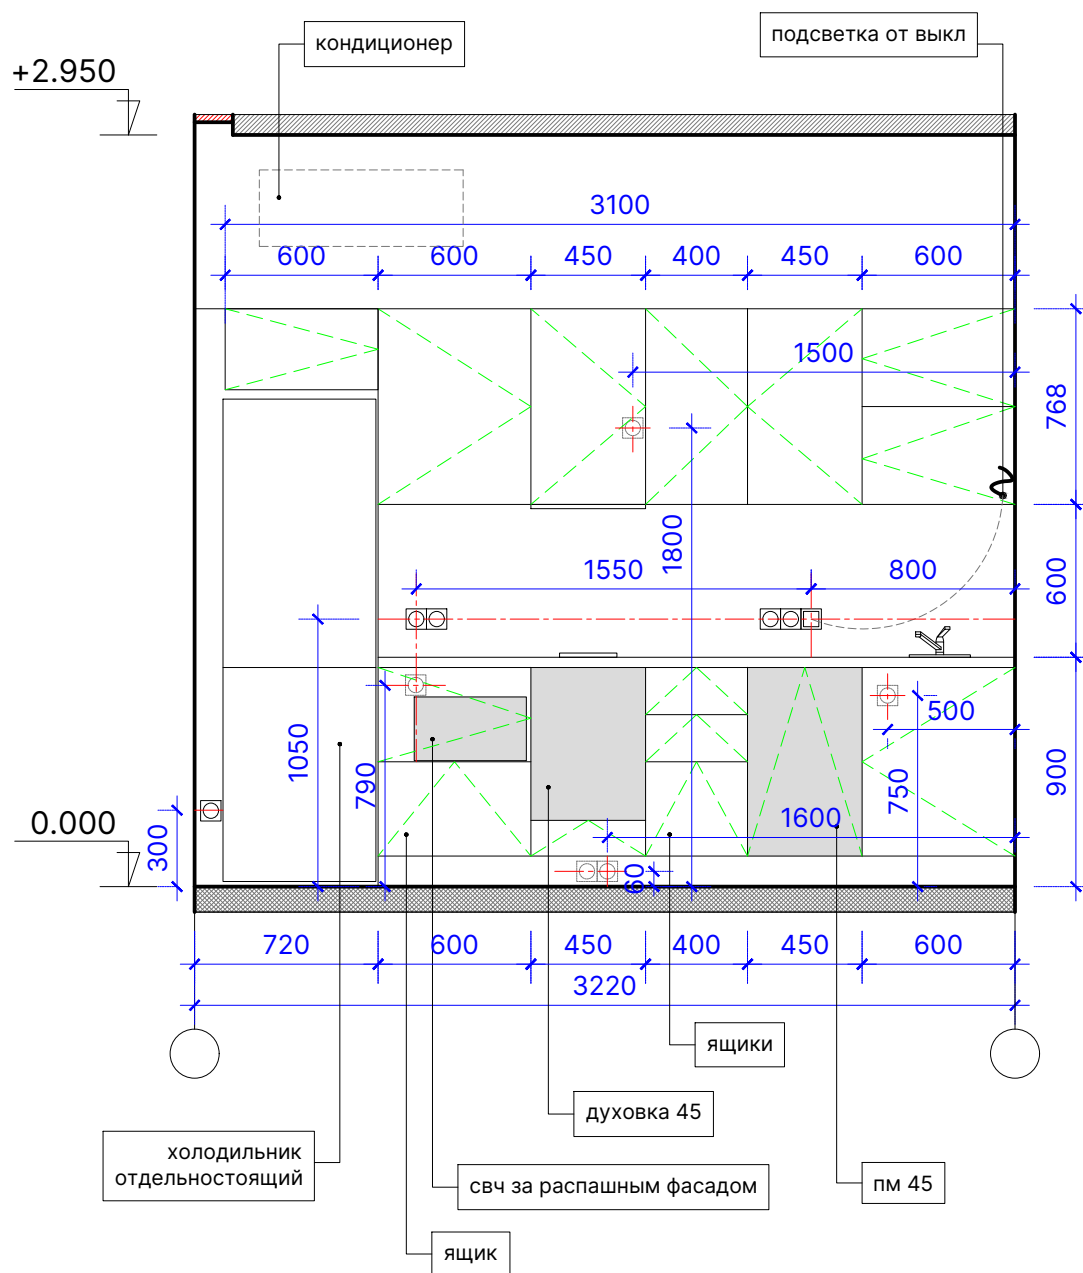 кондиционер
подсветка от выкл
+2.950
3100
600 600 450 400 450 600
1500
768
1800
1550 800
600
500
1050
790
750
900
1600
0.000
300
60
720 600 450 400 450 600
3220
ящики
духовка 45
холодильник
отдельностоящий
свч за распашным фасадом
пм 45
ящик